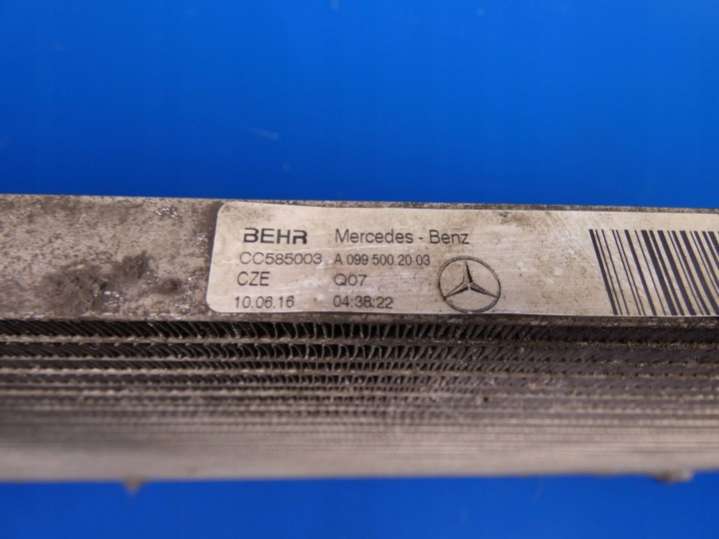 BEHR Mercedes - Benz
CC585003 A 099 500 20 03
CZE Q07
10.06.16 04:38:22